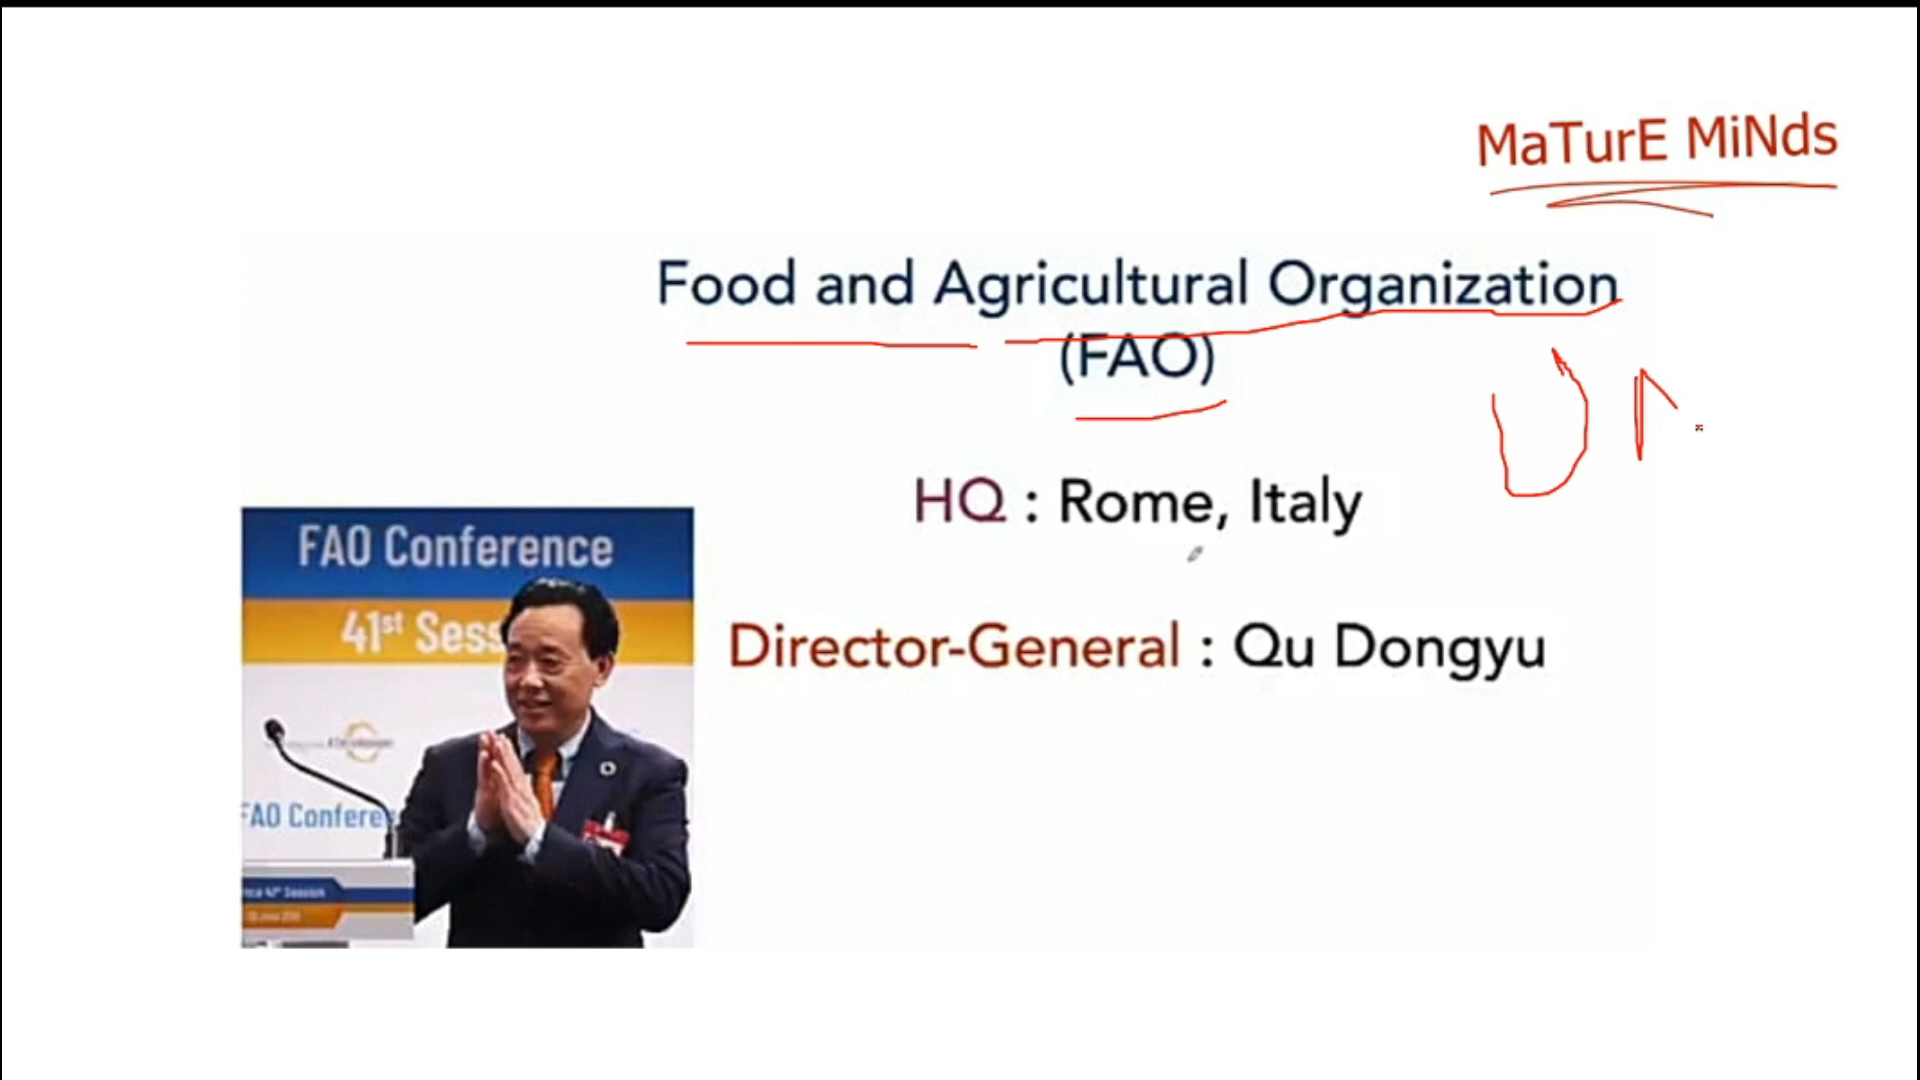 MaTurE MiNds
Food and Agricultural Organization
(FAO)
U N
HQ : Rome, Italy
Director-General : Qu Dongyu
FAO Conference
41st Sess
FAO Confere